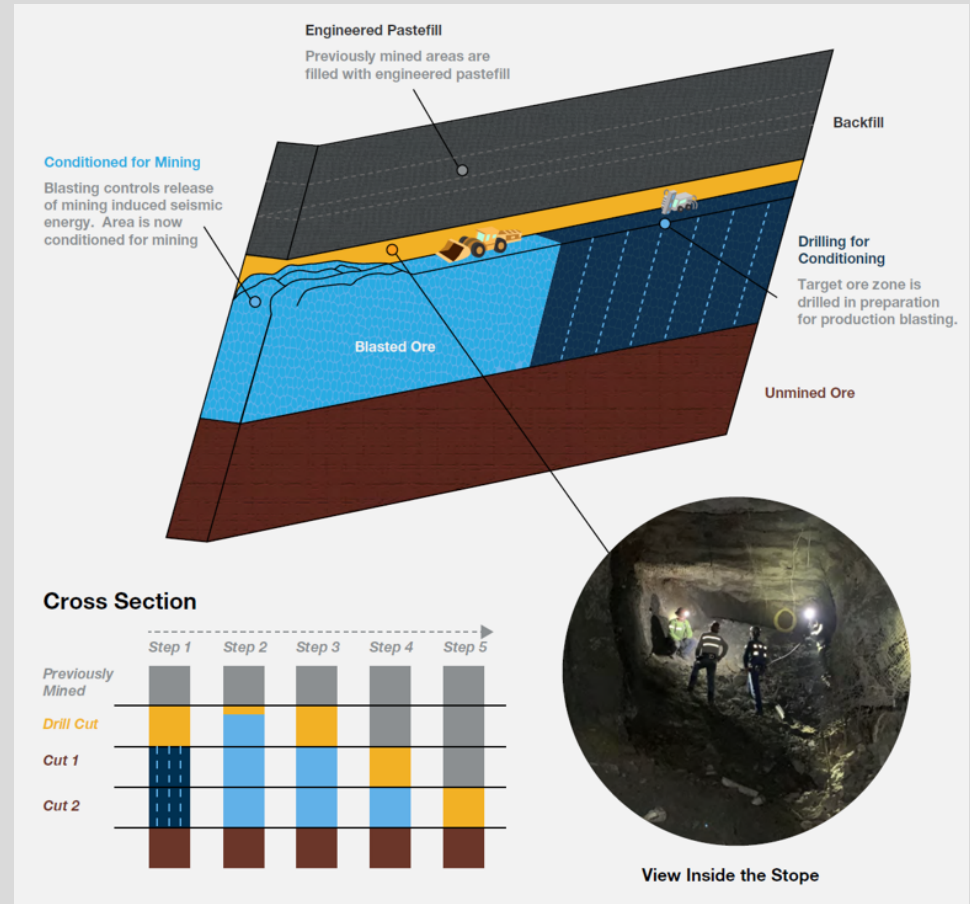 Engineered Pastefill
Previously mined areas are
filled with engineered pastefill
Backfill
Conditioned for Mining
Blasting controls release
of mining induced seismic
energy.  Area is now
conditioned for mining
Drilling for
Conditioning
Target ore zone is
drilled in preparation
for production blasting.
Blasted Ore
Unmined Ore
Cross Section
Step 1
Step 2
Step 3
Step 4
Step 5
Previously
Mined
Drill Cut
Cut 1
Cut 2
View Inside the Stope